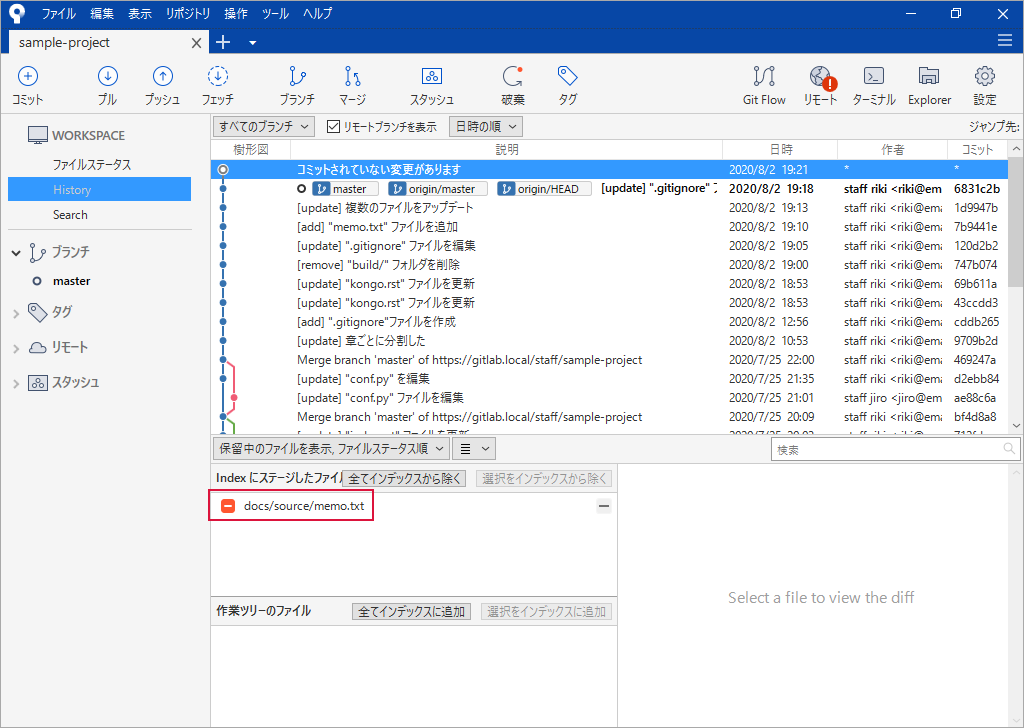 ファイル 編集 表示 リポジトリ 操作 ツール ヘルプ
sample-project
コミット プル プッシュ フェッチ ブランチ マージ スタッシュ 破棄 タグ Git Flow リモート ターミナル Explorer 設定
WORKSPACE
ファイルステータス
History
Search
ブランチ
master
タグ
リモート
スタッシュ
すべてのブランチ リモートブランチを表示 日時の順 ジャンプ先:
樹形図 説明 日時 作者 コミット
コミットされていない変更があります 2020/8/2 19:21 * *
master origin/master origin/HEAD [update] ".gitignore" 2020/8/2 19:18 staff riki <riki@em 6831c2b
[update] 複数のファイルをアップデート 2020/8/2 19:13 staff riki <riki@ema 1d9947b
[add] "memo.txt" ファイルを追加 2020/8/2 19:10 staff riki <riki@ema 7b9441e
[update] ".gitignore" ファイルを編集 2020/8/2 19:05 staff riki <riki@ema 120d2b2
[remove] "build/" フォルダを削除 2020/8/2 19:00 staff riki <riki@ema 747b074
[update] "kongo.rst" ファイルを更新 2020/8/2 18:53 staff riki <riki@ema 69b611a
[update] "kongo.rst" ファイルを更新 2020/8/2 18:53 staff riki <riki@ema 43ccdd3
[add] ".gitignore"ファイルを作成 2020/8/2 12:56 staff riki <riki@ema cddb265
[update] 章ごとに分割した 2020/8/2 10:53 staff riki <riki@ema 9709b2d
Merge branch 'master' of https://gitlab.local/staff/sample-project 2020/7/25 22:00 staff riki <riki@ema 469247a
[update] "conf.py" を編集 2020/7/25 21:35 staff riki <riki@ema d2ebb84
[update] "conf.py" ファイルを編集 2020/7/25 21:01 staff jiro <jiro@ema ae88c6a
Merge branch 'master' of https://gitlab.local/staff/sample-project 2020/7/25 20:09 staff riki <riki@ema bf4d8a8
保留中のファイルを表示, ファイルステータス順 検索
Index にステージしたファイル 全てインデックスから除く 選択をインデックスから除く
docs/source/memo.txt
作業ツリーのファイル 全てインデックスに追加 選択をインデックスに追加
Select a file to view the diff